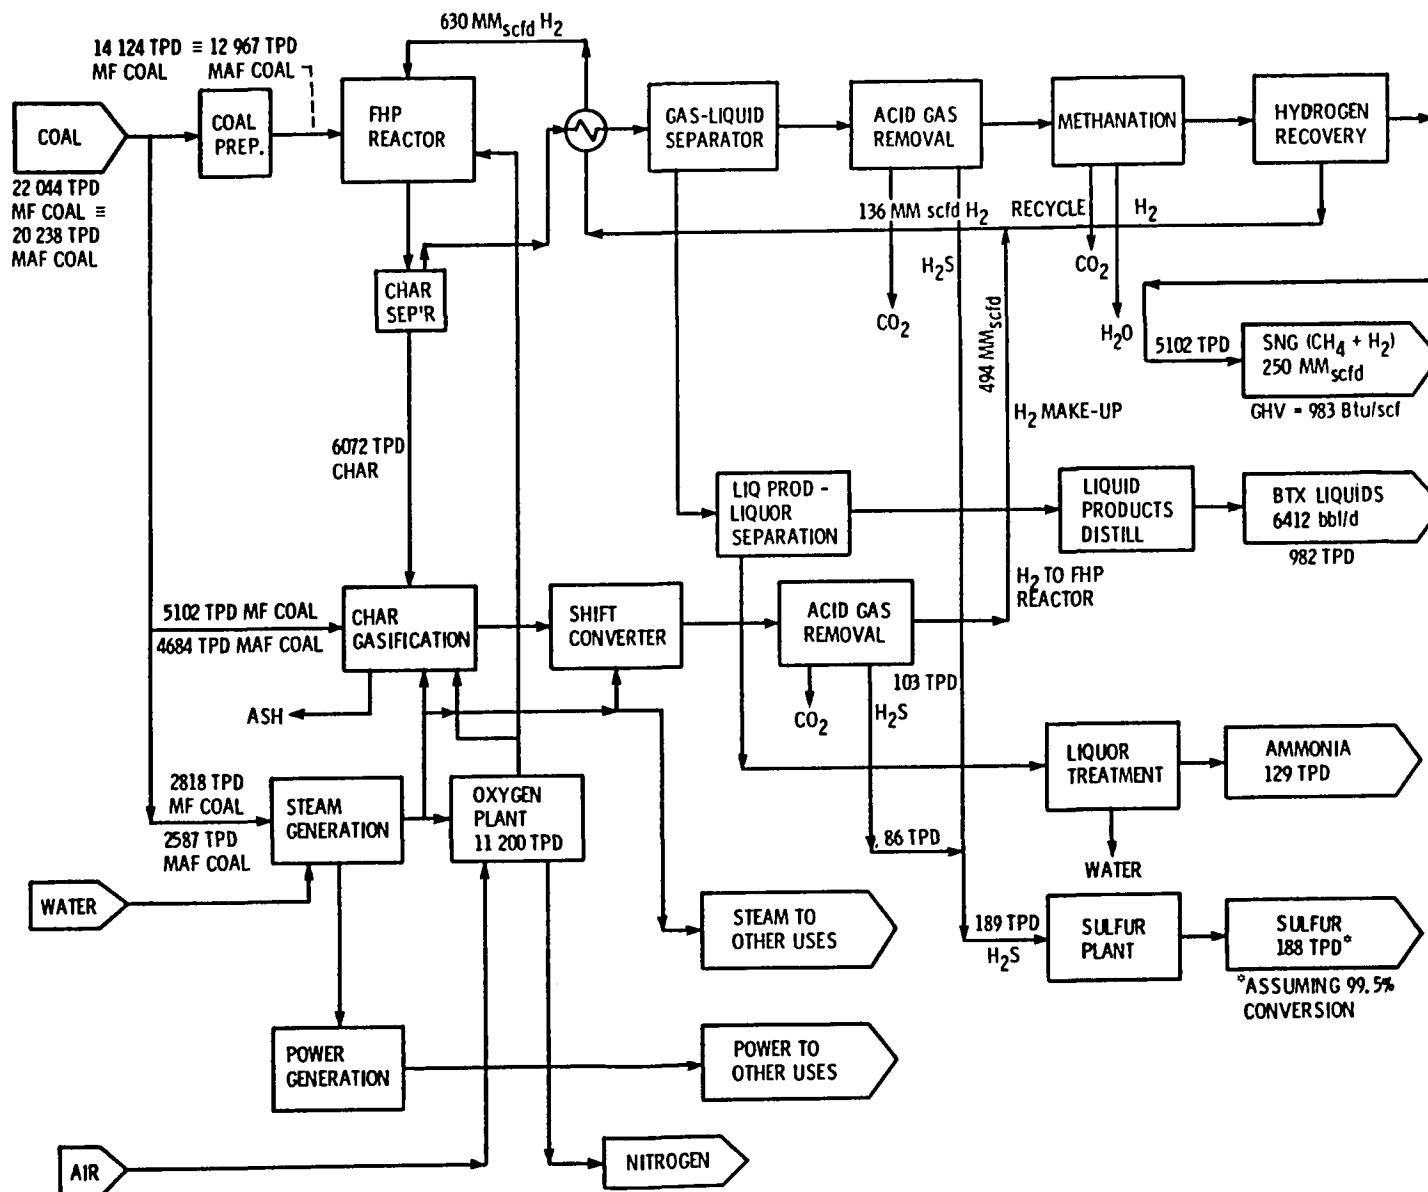 630 MMscfd H2
14 124 TPD ≡ 12 967 TPD
MF COAL MAF COAL
COAL
COAL
PREP.
FHP
REACTOR
GAS-LIQUID
SEPARATOR
ACID GAS
REMOVAL
METHANATION
HYDROGEN
RECOVERY
22 044 TPD
MF COAL ≡
20 238 TPD
MAF COAL
136 MM scfd H2
RECYCLE
H2
H2S
CO2
CO2
H2O
CHAR
SEP'R
494 MMscfd
5102 TPD
SNG (CH4 + H2)
250 MMscfd
GHV = 983 Btu/scf
H2 MAKE-UP
6072 TPD
CHAR
LIQ PROD -
LIQUOR
SEPARATION
LIQUID
PRODUCTS
DISTILL
BTX LIQUIDS
6412 bbl/d
982 TPD
H2 TO FHP
REACTOR
5102 TPD MF COAL
4684 TPD MAF COAL
CHAR
GASIFICATION
SHIFT
CONVERTER
ACID GAS
REMOVAL
103 TPD
ASH
CO2
H2S
LIQUOR
TREATMENT
AMMONIA
129 TPD
2818 TPD
MF COAL
2587 TPD
MAF COAL
STEAM
GENERATION
OXYGEN
PLANT
11 200 TPD
86 TPD
WATER
WATER
STEAM TO
OTHER USES
189 TPD
H2S
SULFUR
PLANT
SULFUR
188 TPD*
*ASSUMING 99.5%
CONVERSION
POWER
GENERATION
POWER TO
OTHER USES
AIR
NITROGEN